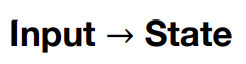 Input → State